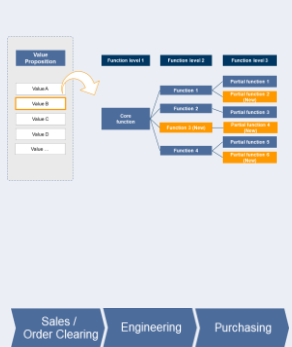 Value
Proposition
Value A
Value B
Value C
Value D
Value ...
Function level 1
Function level 2
Function level 3
Core
function
Function 1
Function 2
Function 3 (New)
Function 4
Partial function 1
Partial function 2
(New)
Partial function 3
Partial function 4
(New)
Partial function 5
Partial function 6
(New)
Sales /
Order Clearing
Engineering
Purchasing